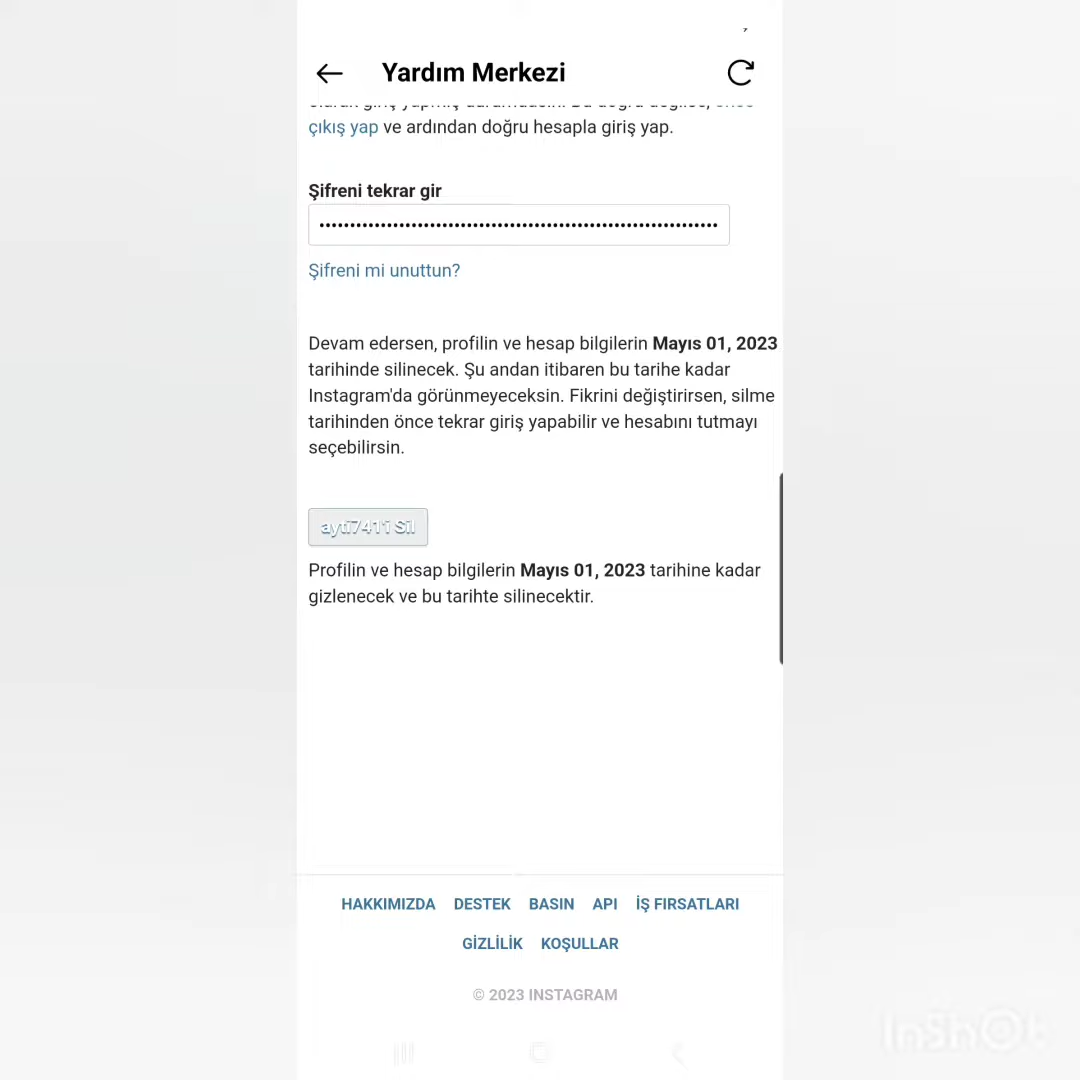 Yardım Merkezi
çıkış yap ve ardından doğru hesapla giriş yap.
Şifreni tekrar gir
Şifreni mi unuttun?
Devam edersen, profilin ve hesap bilgilerin Mayıs 01, 2023
tarihinde silinecek. Şu andan itibaren bu tarihe kadar
Instagram'da görünmeyeceksin. Fikrini değiştirirsen, silme
tarihinden önce tekrar giriş yapabilir ve hesabını tutmayı
seçebilirsin.
ayti741'i Sil
Profilin ve hesap bilgilerin Mayıs 01, 2023 tarihine kadar
gizlenecek ve bu tarihte silinecektir.
HAKKIMIZDA DESTEK BASIN API İŞ FIRSATLARI
GİZLİLİK KOŞULLAR
© 2023 INSTAGRAM
InShOt